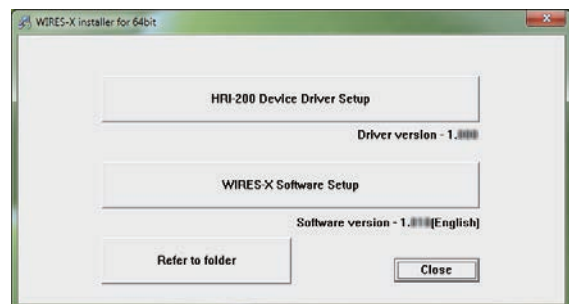 WIRES-X installer for 64bit
HRI-200 Device Driver Setup
Driver version - 1.
WIRES-X Software Setup
Software version - 1. [English]
Refer to folder
Close